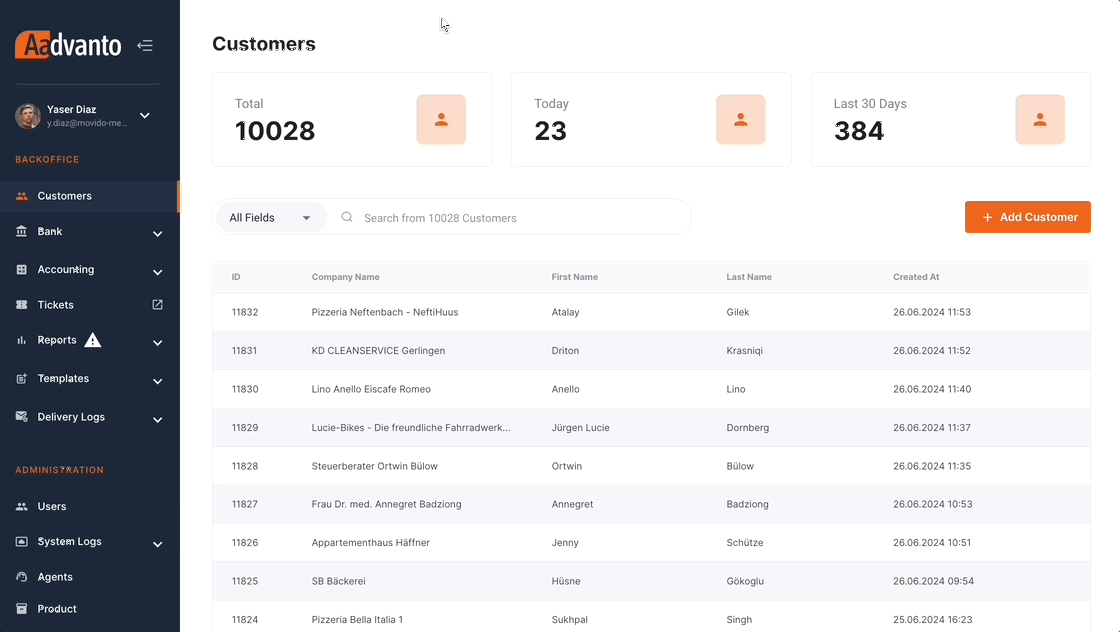 Aadvanto
Yaser Diaz
y.diaz@movido-me...
BACKOFFICE
Customers
Bank
Accounting
Tickets
Reports
Templates
Delivery Logs
ADMINISTRATION
Users
System Logs
Agents
Product
Customers
Total
10028
Today
23
Last 30 Days
384
All Fields
Search from 10028 Customers
+ Add Customer
ID Company Name First Name Last Name Created At
11832 Pizzeria Neftenbach - NeftiHuus Atalay Gilek 26.06.2024 11:53
11831 KD CLEANSERVICE Gerlingen Driton Krasniqi 26.06.2024 11:52
11830 Lino Anello Eiscafe Romeo Anello Lino 26.06.2024 11:40
11829 Lucie-Bikes - Die freundliche Fahrradwerk... Jürgen Lucie Dornberg 26.06.2024 11:37
11828 Steuerberater Ortwin Bülow Ortwin Bülow 26.06.2024 11:35
11827 Frau Dr. med. Annegret Badziong Annegret Badziong 26.06.2024 10:53
11826 Appartementhaus Häffner Jenny Schütze 26.06.2024 10:51
11825 SB Bäckerei Hüsne Gökoglu 26.06.2024 09:54
11824 Pizzeria Bella Italia 1 Sukhpal Singh 25.06.2024 16:23